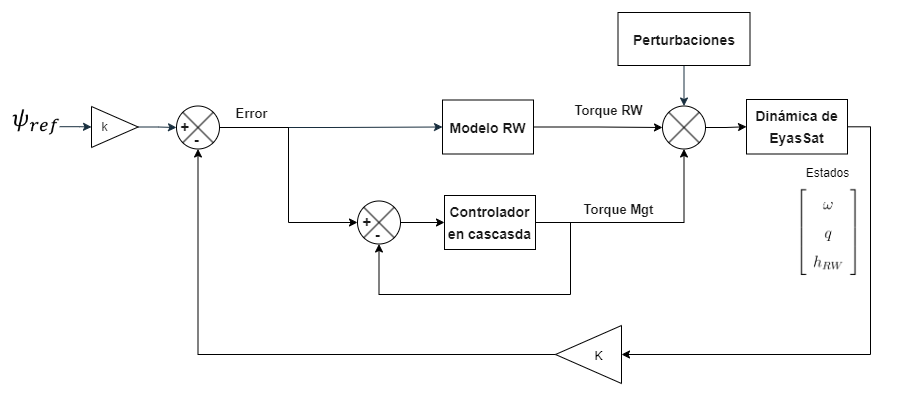 Perturbaciones
ψref
k
+
-
Error
Modelo RW
Torque RW
Dinámica de
EyasSat
Estados
ω
q
hRW
+
-
Controlador
en cascasda
Torque Mgt
K